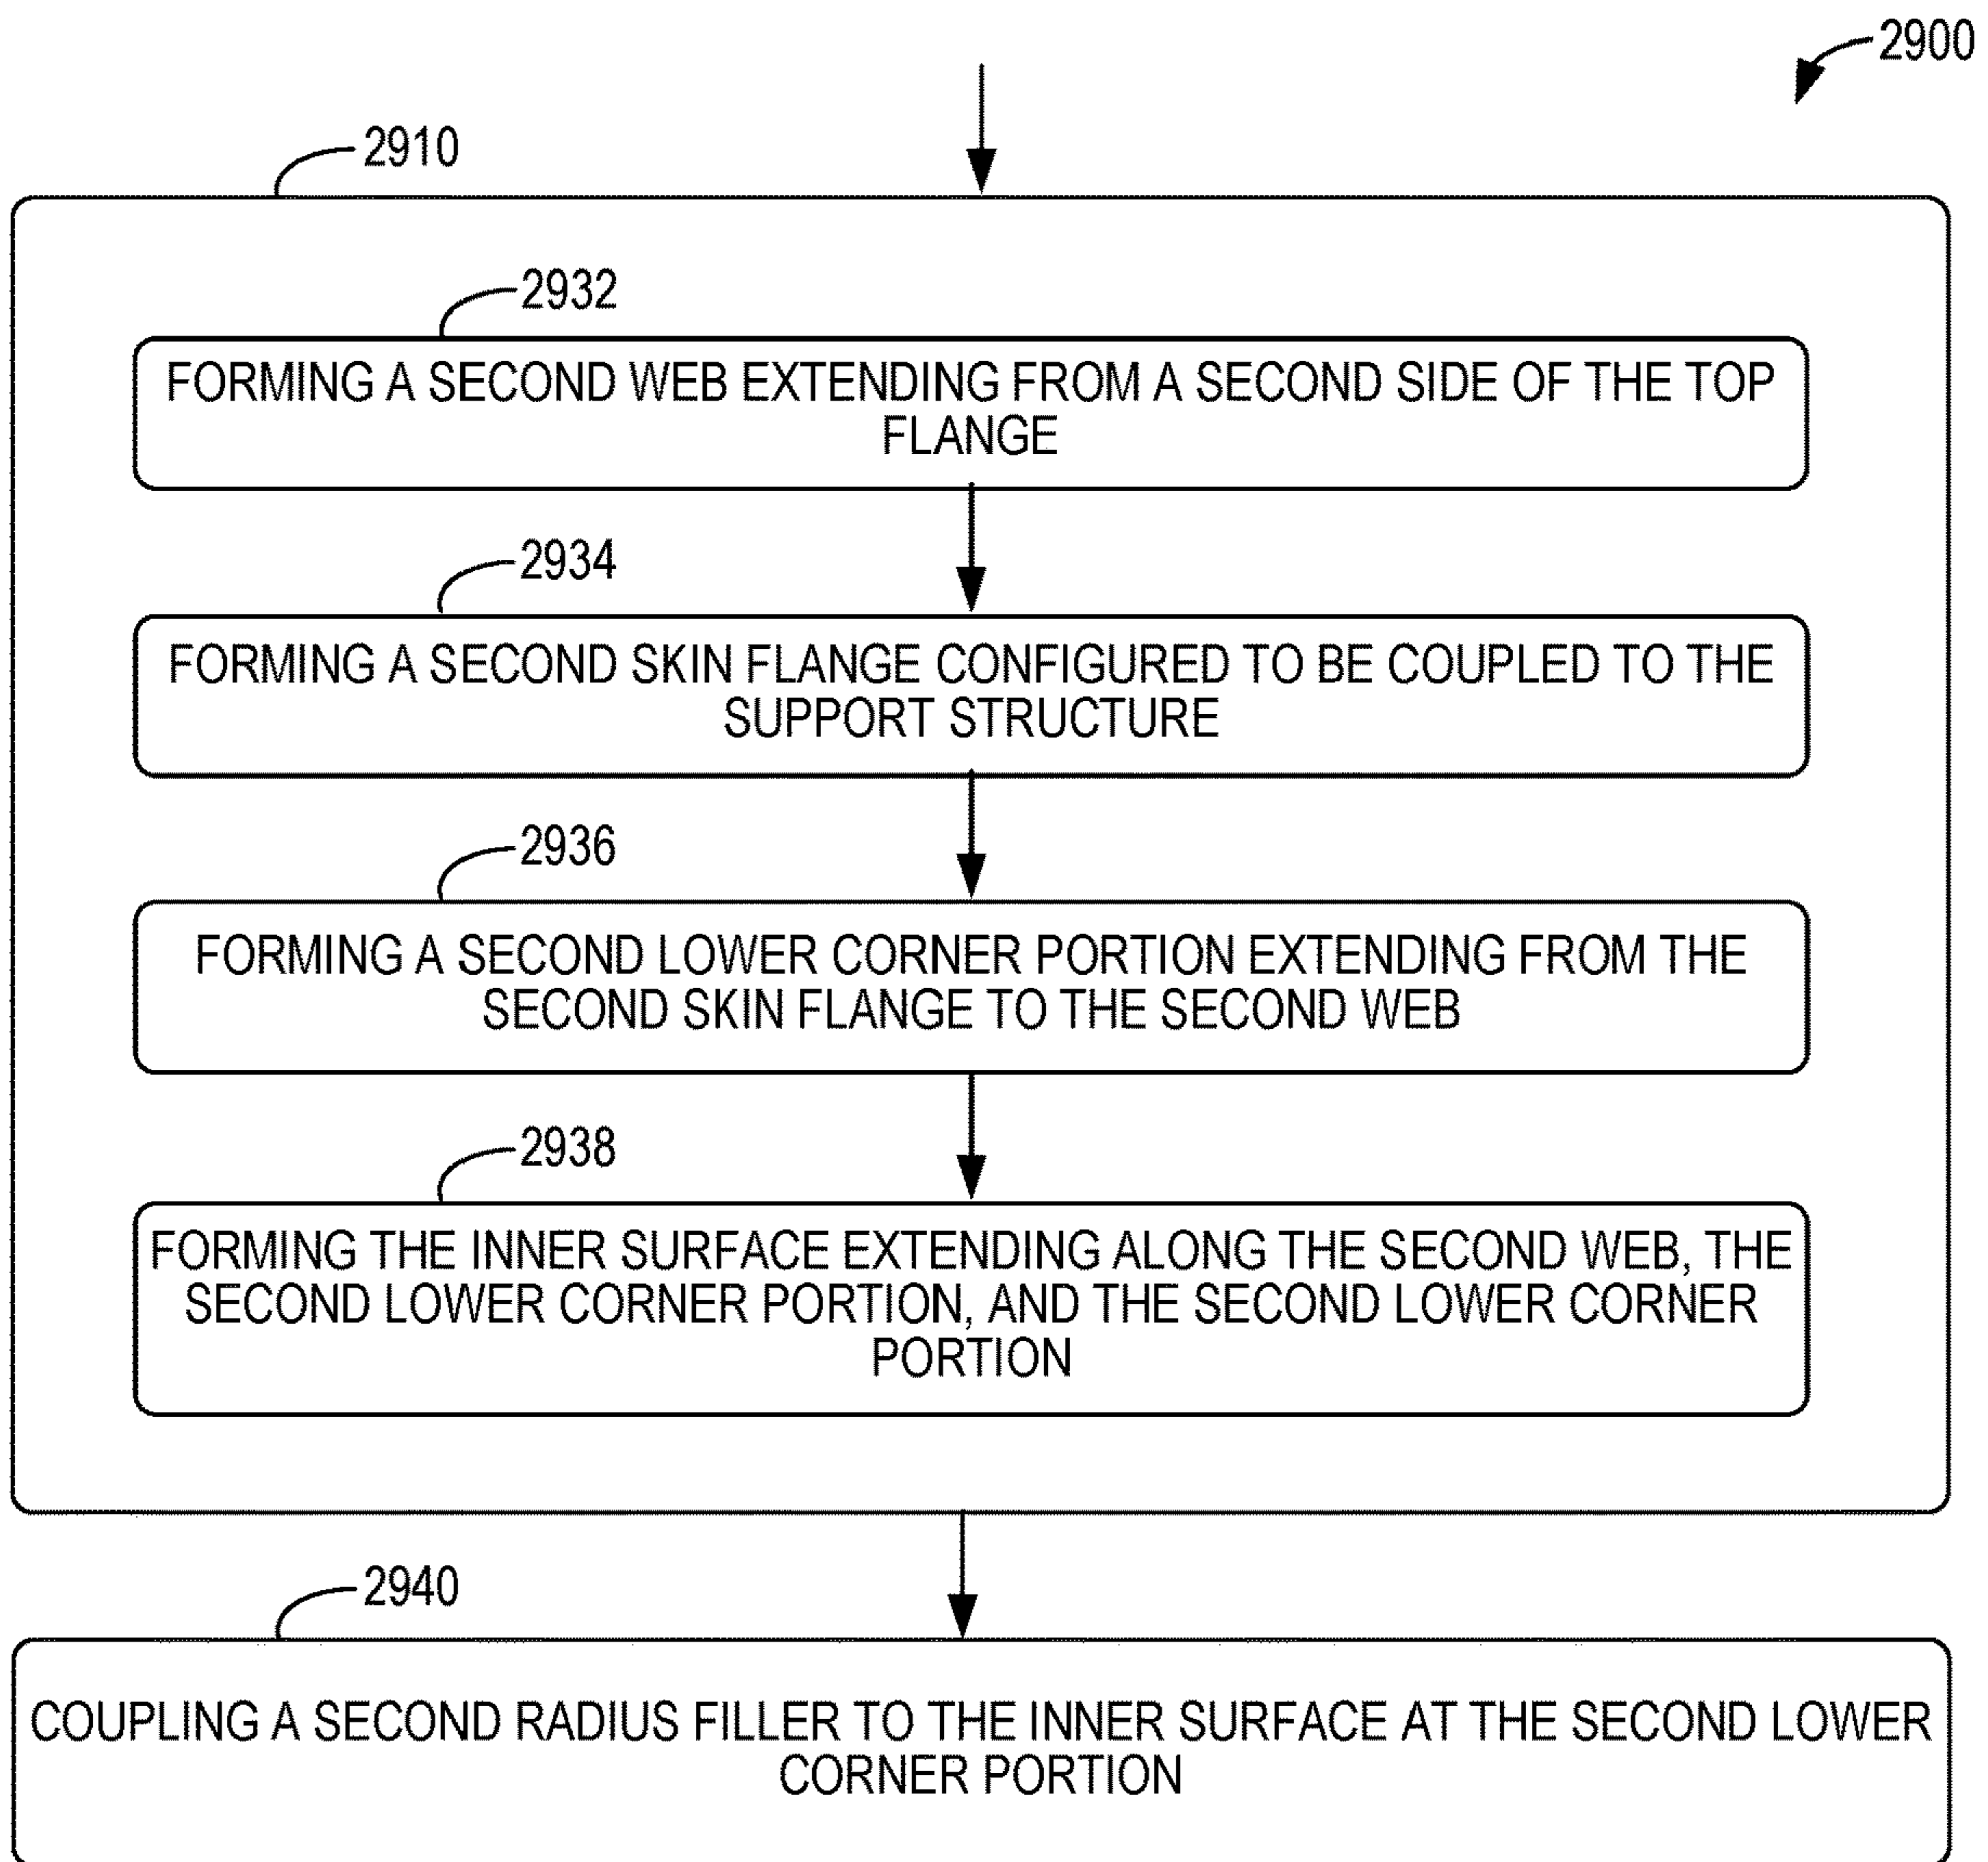 2900
2910
2932
FORMING A SECOND WEB EXTENDING FROM A SECOND SIDE OF THE TOP
FLANGE
2934
FORMING A SECOND SKIN FLANGE CONFIGURED TO BE COUPLED TO THE
SUPPORT STRUCTURE
2936
FORMING A SECOND LOWER CORNER PORTION EXTENDING FROM THE
SECOND SKIN FLANGE TO THE SECOND WEB
2938
FORMING THE INNER SURFACE EXTENDING ALONG THE SECOND WEB, THE
SECOND LOWER CORNER PORTION, AND THE SECOND LOWER CORNER
PORTION
2940
COUPLING A SECOND RADIUS FILLER TO THE INNER SURFACE AT THE SECOND LOWER
CORNER PORTION